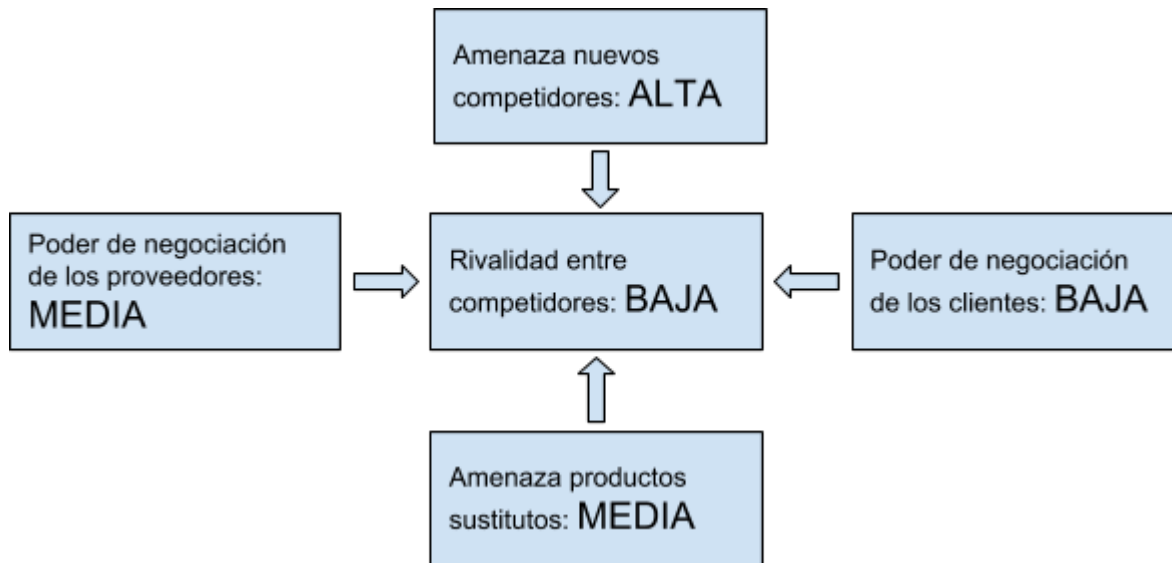 Amenaza nuevos
competidores: ALTA
Poder de negociación
de los proveedores:
MEDIA
Rivalidad entre
competidores: BAJA
Poder de negociación
de los clientes: BAJA
Amenaza productos
sustitutos: MEDIA